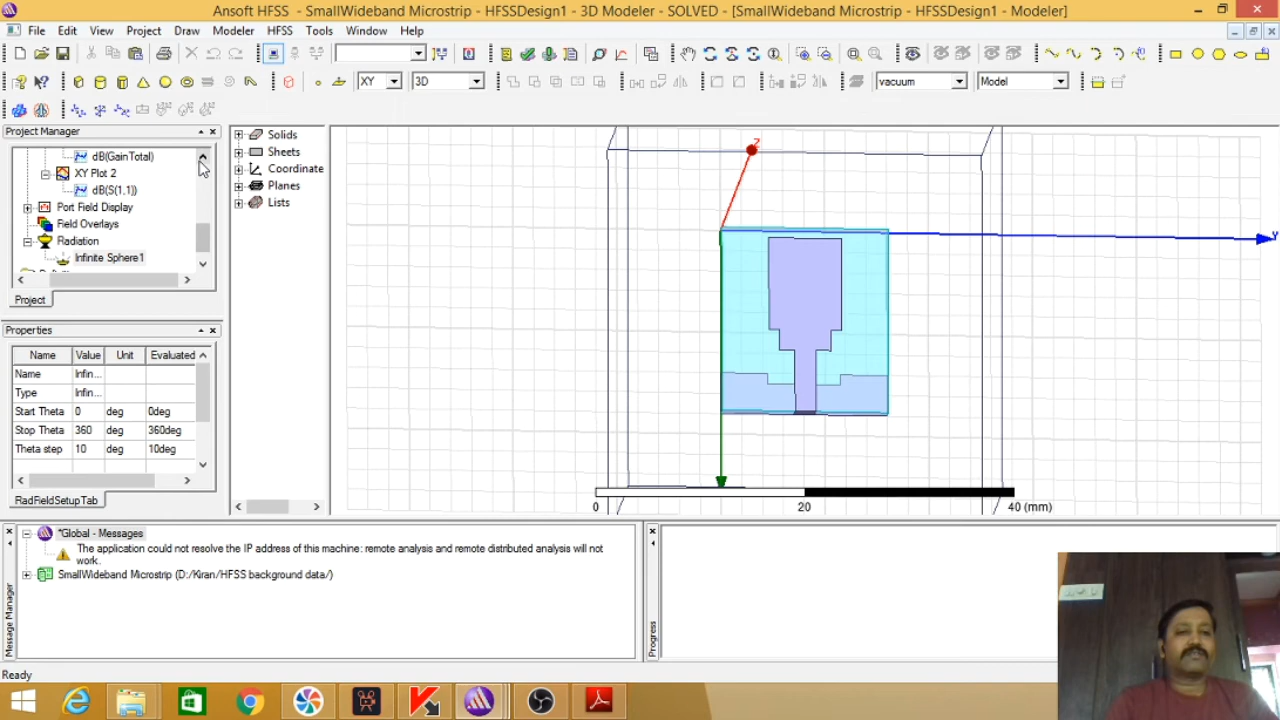 Ansoft HFSS - SmallWideband Microstrip - HFSSDesign1 - 3D Modeler - SOLVED - [SmallWideband Microstrip - HFSSDesign1 - Modeler]
File Edit View Project Draw Modeler HFSS Tools Window Help
XY 3D vacuum Model
Project Manager
dB(GainTotal)
XY Plot 2
dB(S(1,1))
Port Field Display
Field Overlays
Radiation
Infinite Sphere1
Project
Solids
Sheets
Coordinate
Planes
Lists
Z
Y
0 20 40 (mm)
Properties
Name Value Unit Evaluated
Name Infin...
Type Infin...
Start Theta 0 deg 0deg
Stop Theta 360 deg 360deg
Theta step 10 deg 10deg
RadFieldSetupTab
Message Manager
*Global - Messages
The application could not resolve the IP address of this machine: remote analysis and remote distributed analysis will not
work.
SmallWideband Microstrip (D:/Kiran/HFSS background data/)
Progress
Ready